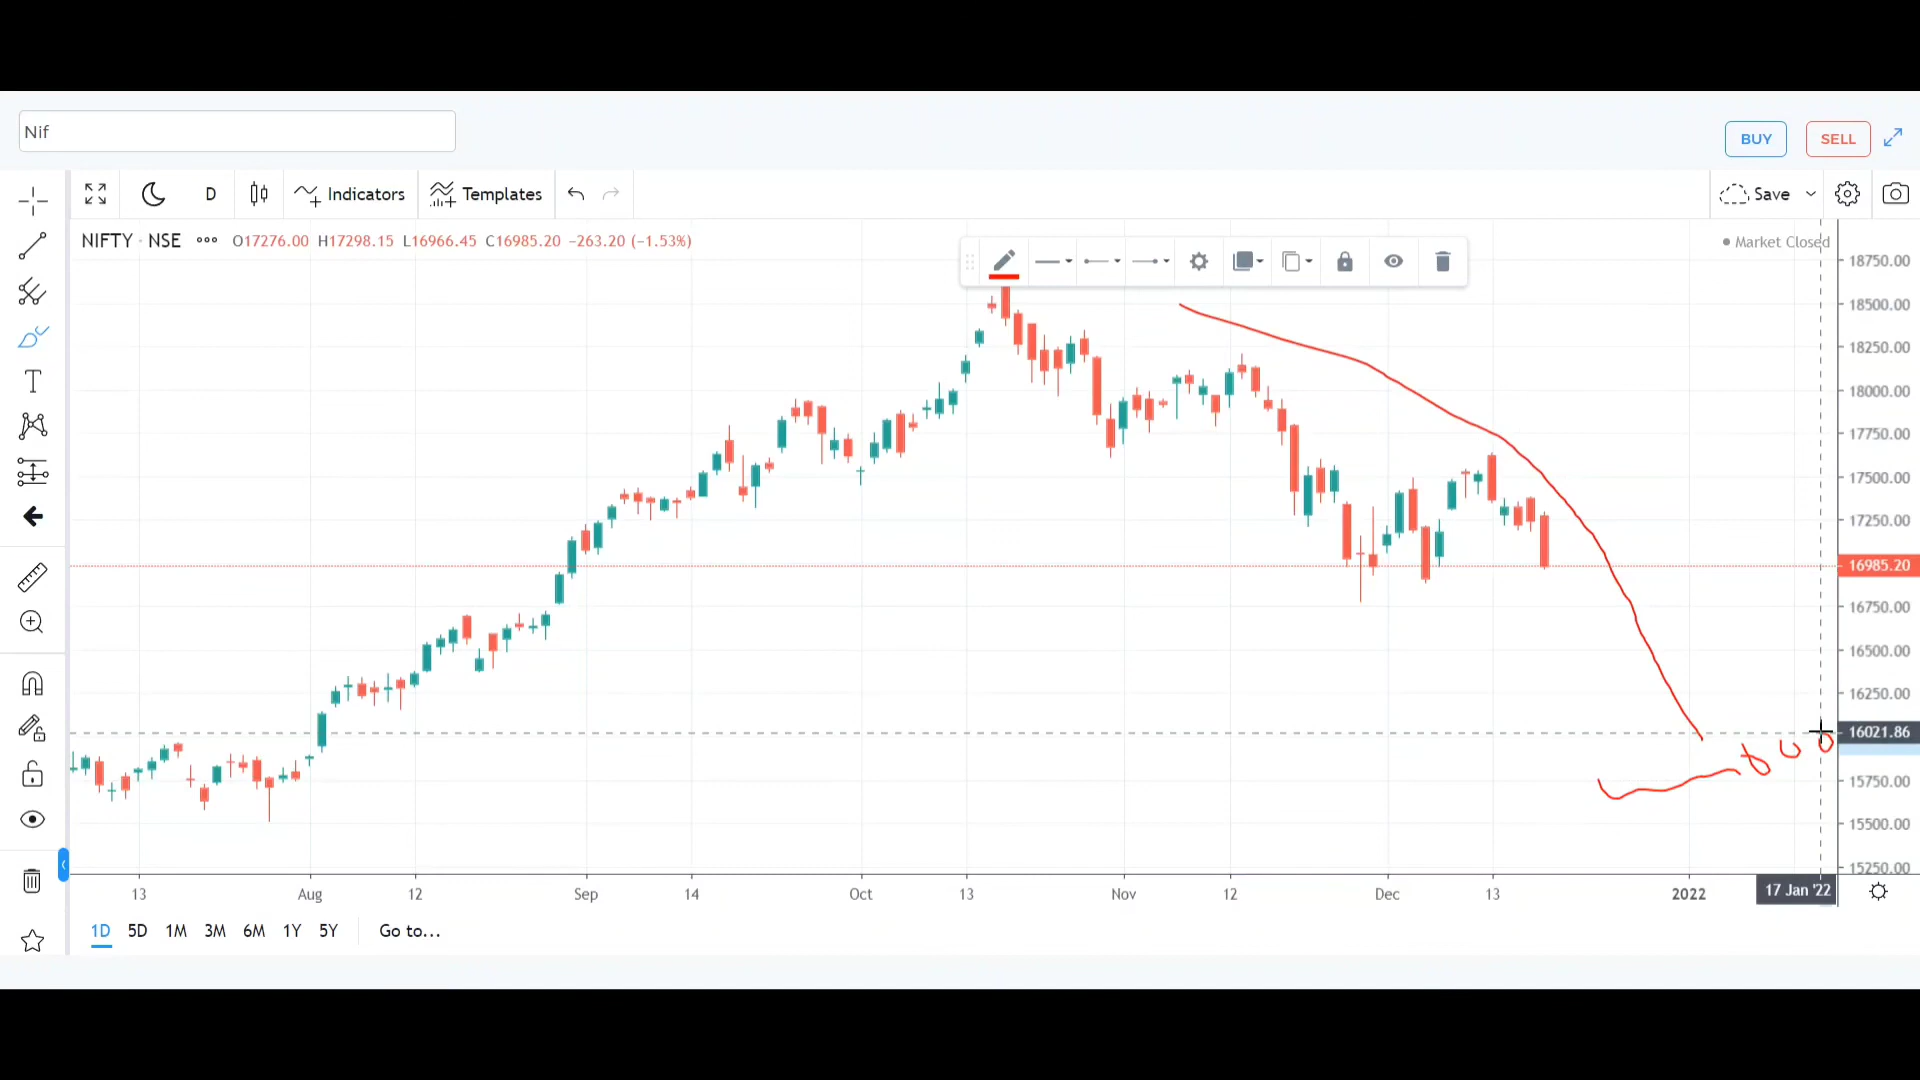 Nif
BUY SELL
D Indicators Templates Save
NIFTY · NSE ••• O17276.00 H17298.15 L16966.45 C16985.20 −263.20 (−1.53%)
Market Closed
18750.00
18500.00
18250.00
18000.00
17750.00
17500.00
17250.00
16985.20
16750.00
16500.00
16250.00
16021.86
15750.00
15500.00
15250.00
13 Aug 12 Sep 14 Oct 13 Nov 12 Dec 13 2022 17 Jan '22
1D 5D 1M 3M 6M 1Y 5Y Go to...